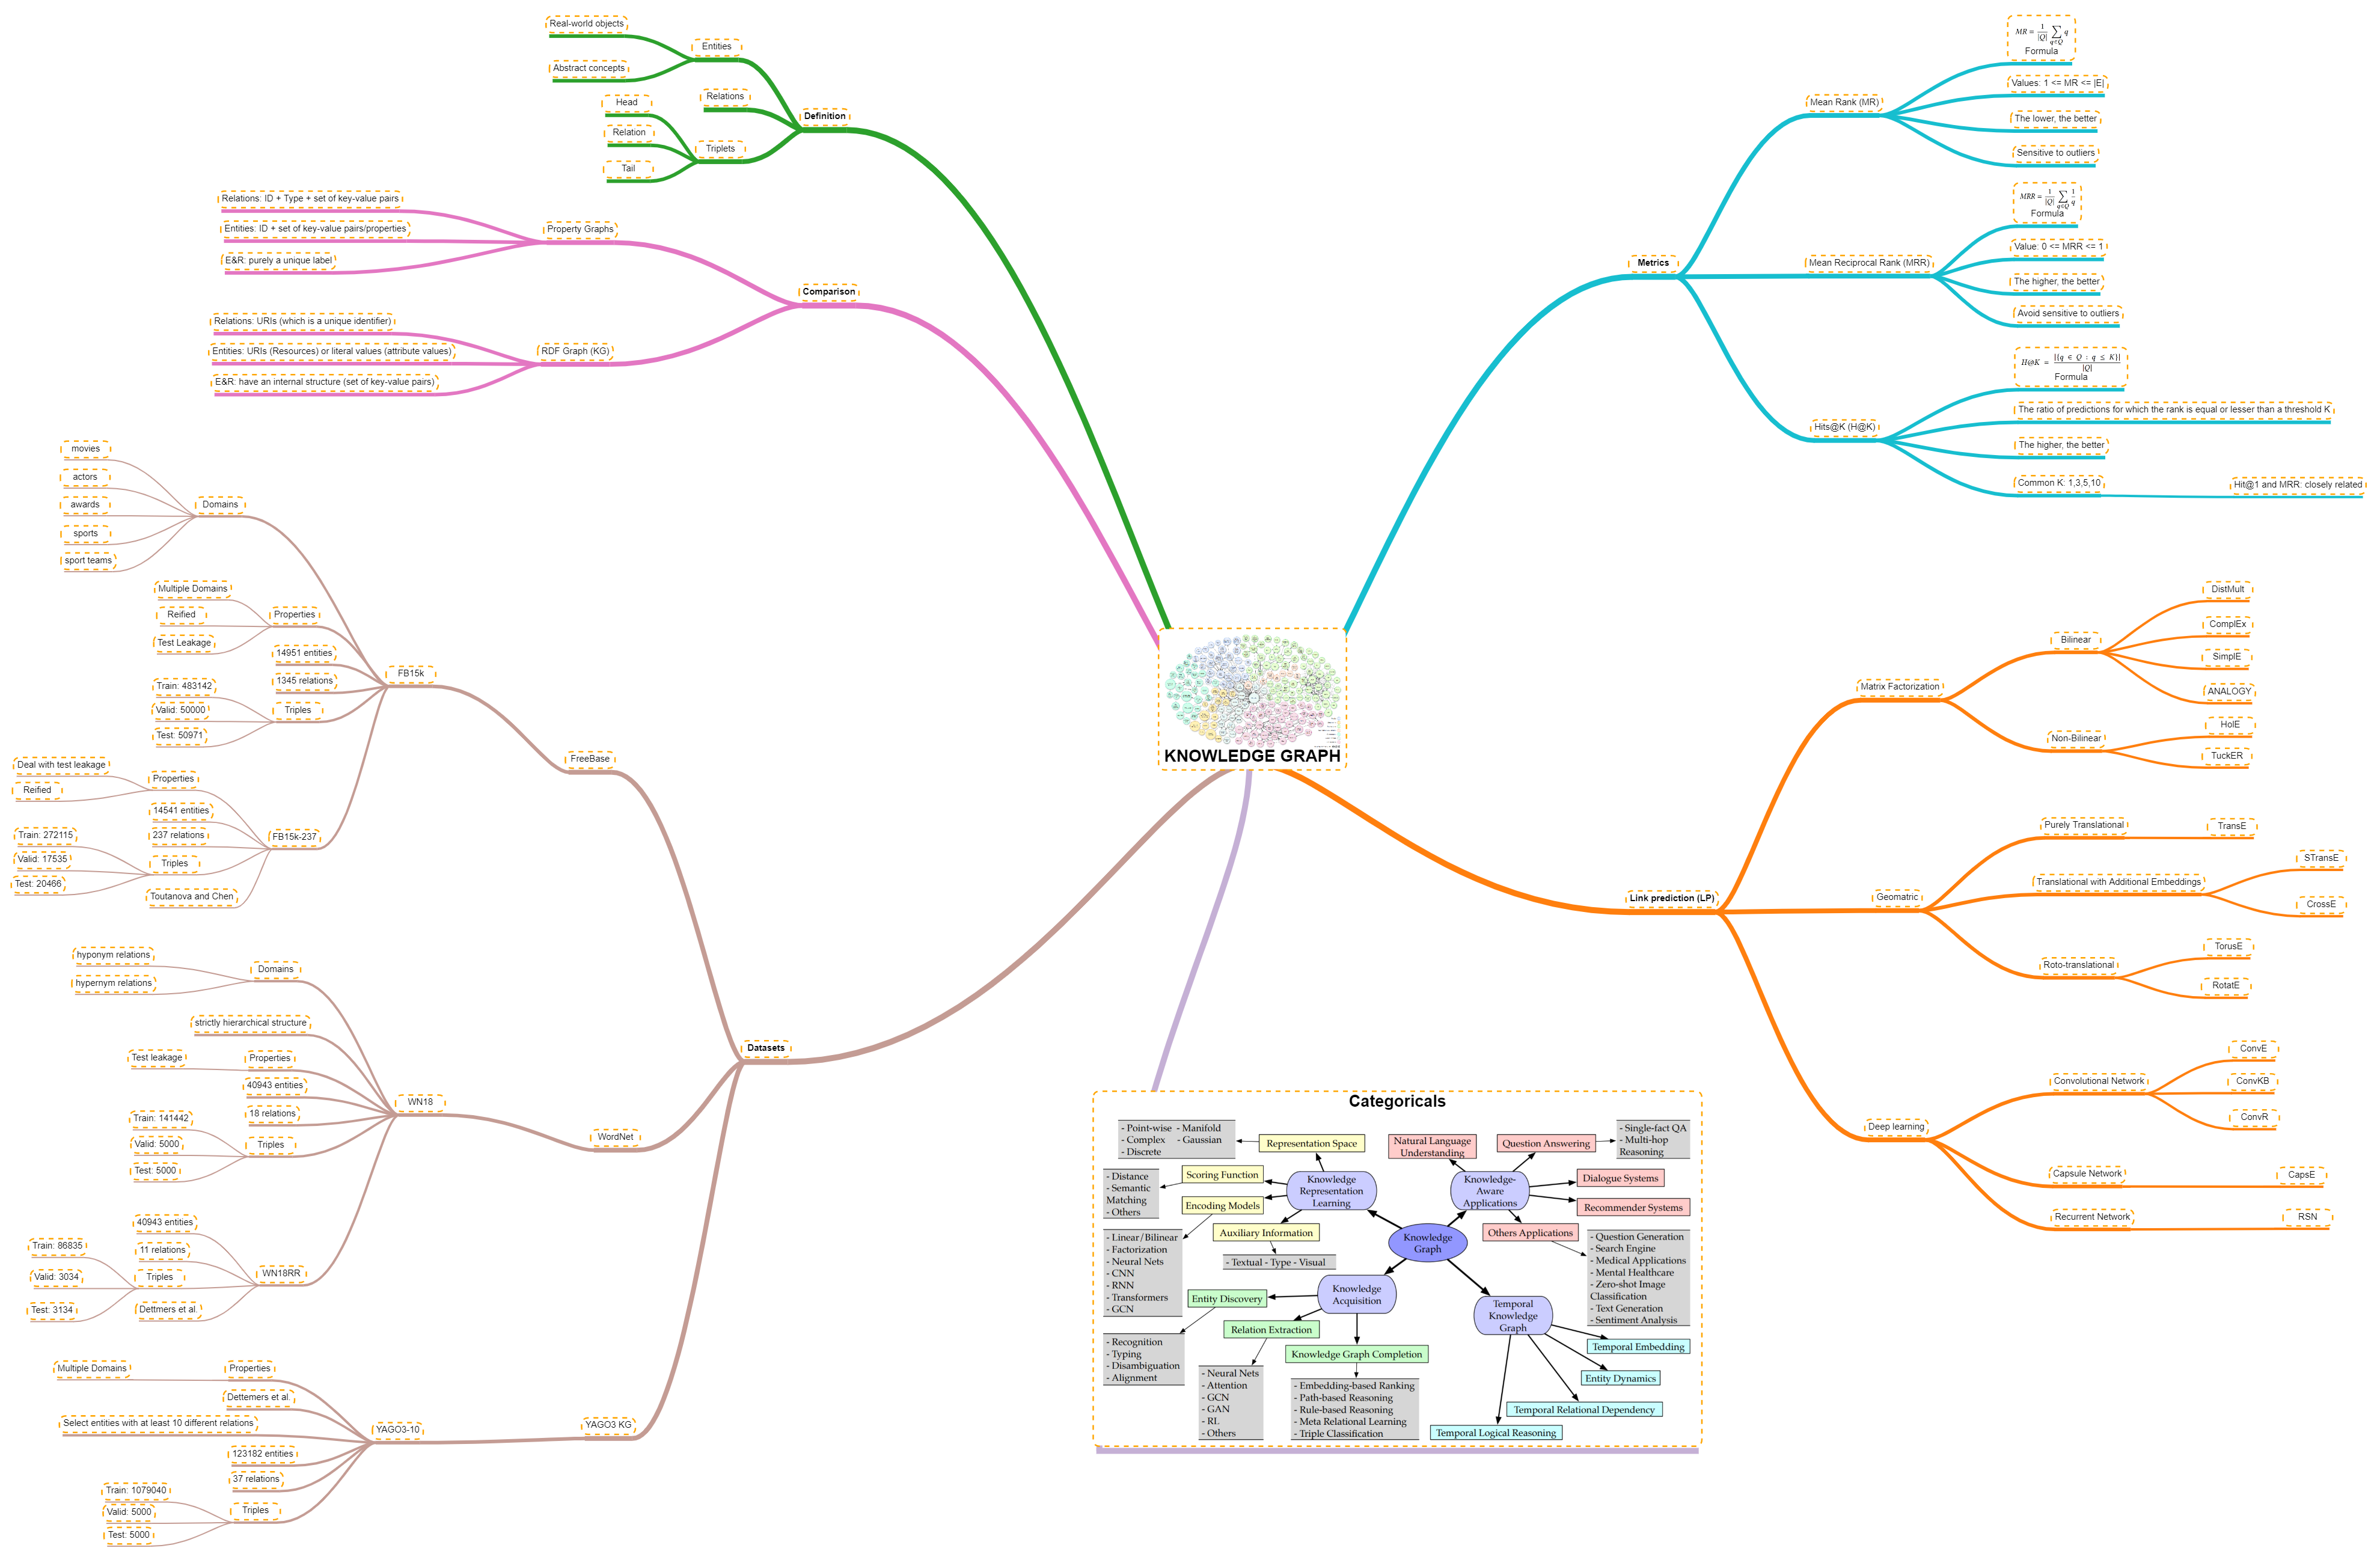 Real-world objects
Entities
Abstract concepts
Relations
Head
Definition
Relation
Triplets
Tail
Relations: ID + Type + set of key-value pairs
Entities: ID + set of key-value pairs/properties
Property Graphs
E&R: purely a unique label
Comparison
Relations: URIs (which is a unique identifier)
Entities: URIs (Resources) or literal values (attribute values)
RDF Graph (KG)
E&R: have an internal structure (set of key-value pairs)
movies
actors
awards
sports
sport teams
Domains
Multiple Domains
Reified
Test Leakage
Properties
14951 entities
1345 relations
FB15k
Train: 483142
Valid: 50000
Test: 50971
Triples
FreeBase
Deal with test leakage
Reified
Properties
14541 entities
237 relations
FB15k-237
Train: 272115
Valid: 17535
Test: 20466
Triples
Toutanova and Chen
Datasets
hyponym relations
hypernym relations
Domains
strictly hierarchical structure
Test leakage
Properties
40943 entities
18 relations
WN18
Train: 141442
Valid: 5000
Test: 5000
Triples
WordNet
40943 entities
11 relations
WN18RR
Train: 86835
Valid: 3034
Test: 3134
Triples
Dettmers et al.
Multiple Domains
Properties
Dettemers et al.
Select entities with at least 10 different relations
YAGO3-10
YAGO3 KG
123182 entities
37 relations
Train: 1079040
Valid: 5000
Test: 5000
Triples
KNOWLEDGE GRAPH
Metrics
Mean Rank (MR)
MR = 1/|Q| ∑ q∈Q q
Formula
Values: 1 <= MR <= |E|
The lower, the better
Sensitive to outliers
Mean Reciprocal Rank (MRR)
MRR = 1/|Q| ∑ q∈Q 1/q
Formula
Value: 0 <= MRR <= 1
The higher, the better
Avoid sensitive to outliers
Hits@K (H@K)
H@K = |{q ∈ Q : q ≤ K}| / |Q|
Formula
The ratio of predictions for which the rank is equal or lesser than a threshold K
The higher, the better
Common K: 1,3,5,10
Hit@1 and MRR: closely related
Link prediction (LP)
Matrix Factorization
Bilinear
DistMult
ComplEx
SimplE
ANALOGY
Non-Bilinear
HolE
TuckER
Geomatric
Purely Translational
TransE
Translational with Additional Embeddings
STransE
CrossE
Roto-translational
TorusE
RotatE
Deep learning
Convolutional Network
ConvE
ConvKB
ConvR
Capsule Network
CapsE
Recurrent Network
RSN
Categoricals
- Point-wise - Manifold
- Complex - Gaussian
- Discrete
Representation Space
- Distance
- Semantic
Matching
- Others
Scoring Function
Knowledge
Representation
Learning
Encoding Models
- Linear/Bilinear
- Factorization
- Neural Nets
- CNN
- RNN
- Transformers
- GCN
Auxiliary Information
- Textual - Type - Visual
Natural Language
Understanding
Question Answering
- Single-fact QA
- Multi-hop
Reasoning
Knowledge-
Aware
Applications
Dialogue Systems
Recommender Systems
Others Applications
- Question Generation
- Search Engine
- Medical Applications
- Mental Healthcare
- Zero-shot Image
Classification
- Text Generation
- Sentiment Analysis
Knowledge
Graph
Knowledge
Acquisition
Entity Discovery
- Recognition
- Typing
- Disambiguation
- Alignment
Relation Extraction
- Neural Nets
- Attention
- GCN
- GAN
- RL
- Others
Knowledge Graph Completion
- Embedding-based Ranking
- Path-based Reasoning
- Rule-based Reasoning
- Meta Relational Learning
- Triple Classification
Temporal
Knowledge
Graph
Temporal Embedding
Entity Dynamics
Temporal Relational Dependency
Temporal Logical Reasoning